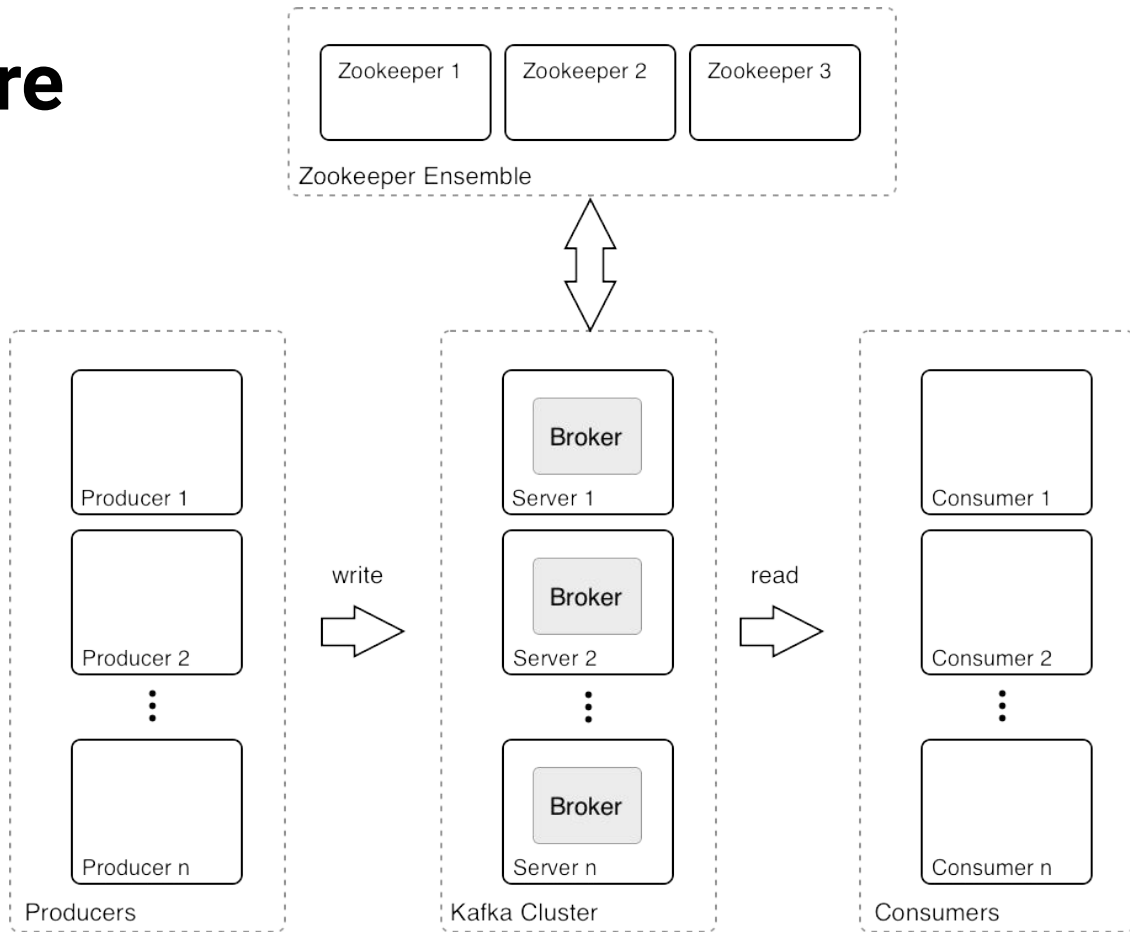 re
Zookeeper 1
Zookeeper 2
Zookeeper 3
Zookeeper Ensemble
Producer 1
Producer 2
Producer n
Producers
write
Broker
Server 1
Broker
Server 2
Broker
Server n
Kafka Cluster
read
Consumer 1
Consumer 2
Consumer n
Consumers